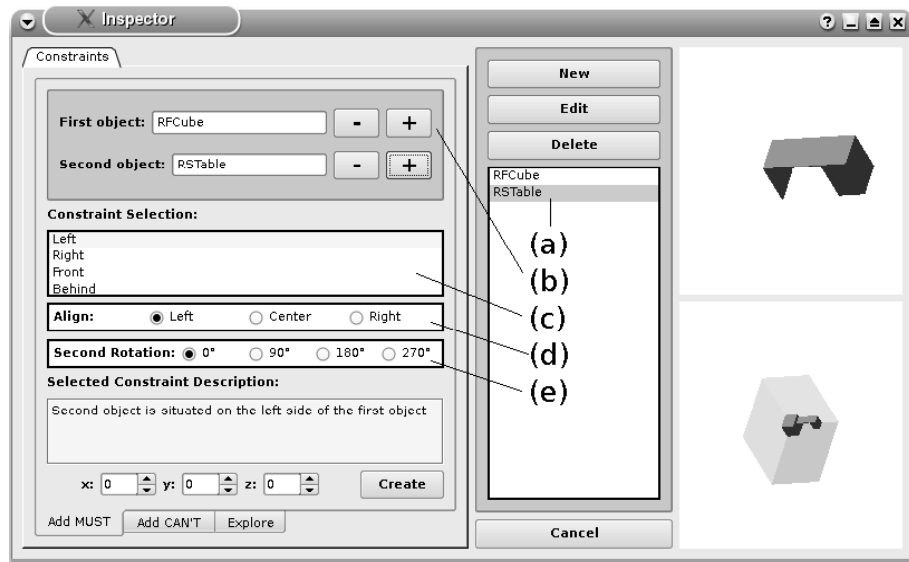 Inspector
?
Constraints
First object: RFCube - +
Second object: RSTable - +
Constraint Selection:
Left
Right
Front
Behind
Align: Left Center Right
Second Rotation: 0° 90° 180° 270°
Selected Constraint Description:
Second object is situated on the left side of the first object
x: 0 y: 0 z: 0 Create
Add MUST Add CAN'T Explore
New
Edit
Delete
RFCube
RSTable
(a)
(b)
(c)
(d)
(e)
Cancel